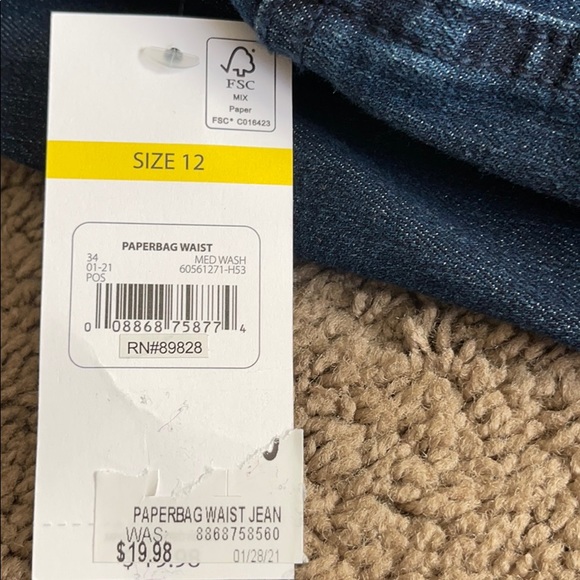 FSC
MIX
Paper
FSC® C016423
SIZE 12
PAPERBAG WAIST
34 MED WASH
01-21 60561271-H53
POS
0 08868 75877 4
RN#89828
PAPERBAG WAIST JEAN
WAS: 8868758560
$19.98 01/28/21